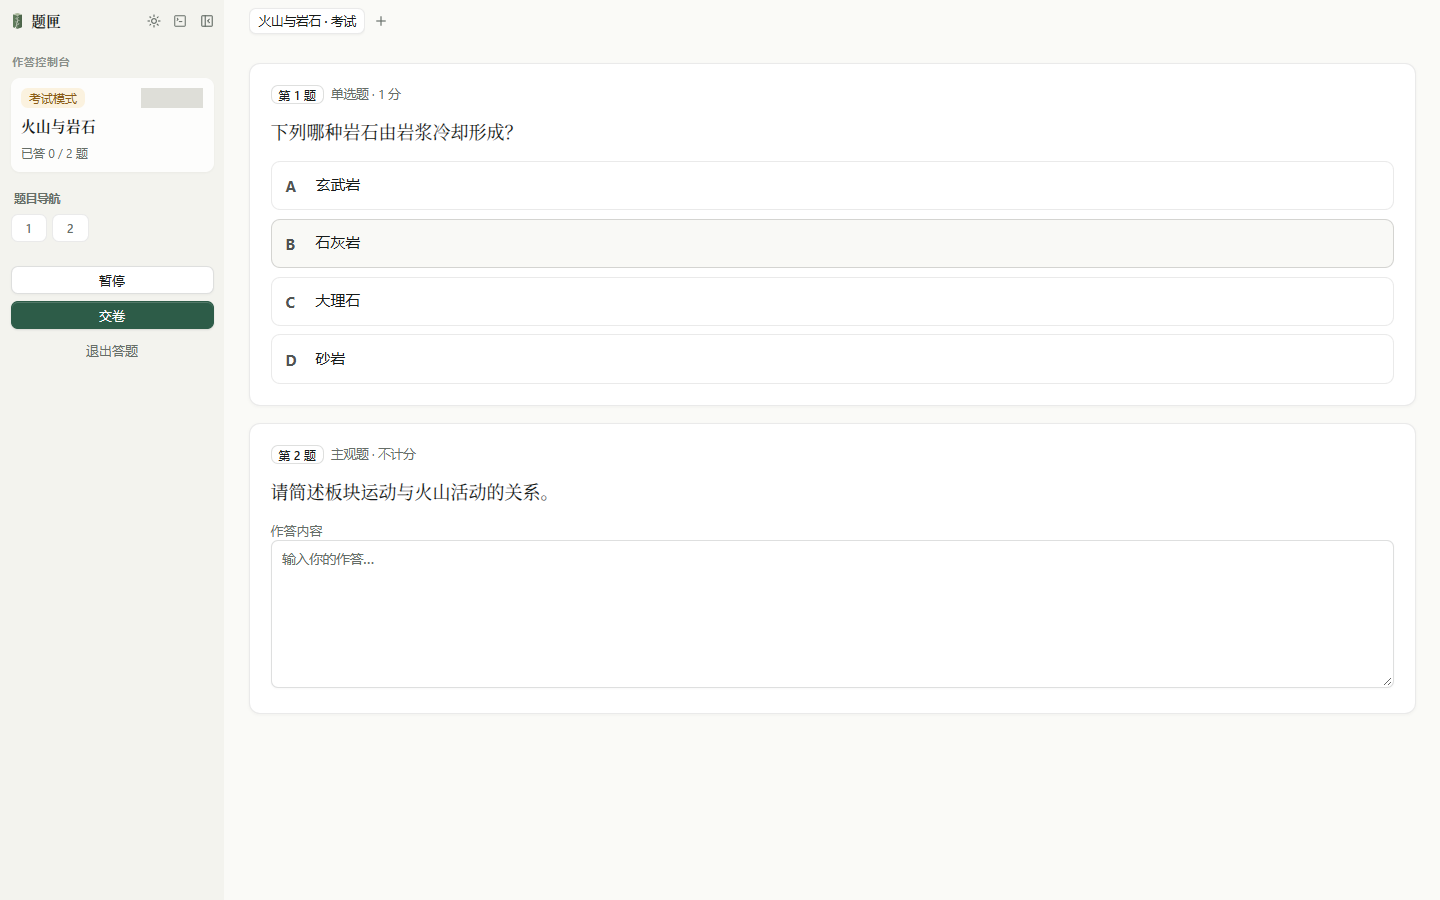 题匣
作答控制台
考试模式
火山与岩石
已答 0 / 2 题
题目导航
1
2
暂停
交卷
退出答题
火山与岩石 · 考试
第 1 题 单选题 · 1 分
下列哪种岩石由岩浆冷却形成？
A 玄武岩
B 石灰岩
C 大理石
D 砂岩
第 2 题 主观题 · 不计分
请简述板块运动与火山活动的关系。
作答内容
输入你的作答...